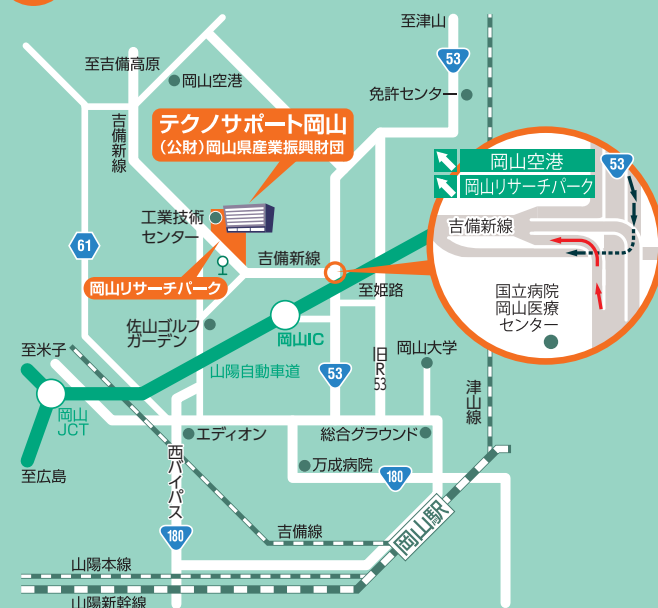 至津山
53
至吉備高原
岡山空港
免許センター
吉備新線
テクノサポート岡山
(公財)岡山県産業振興財団
岡山空港
岡山リサーチパーク
53
吉備新線
国立病院
岡山医療
センター
工業技術
センター
61
吉備新線
岡山リサーチパーク
至姫路
佐山ゴルフ
ガーデン
岡山IC
至米子
山陽自動車道
53
旧R53
岡山大学
津山線
岡山
JCT
エディオン
総合グラウンド
西バイパス
万成病院
180
至広島
180
吉備線
岡山駅
山陽本線
山陽新幹線